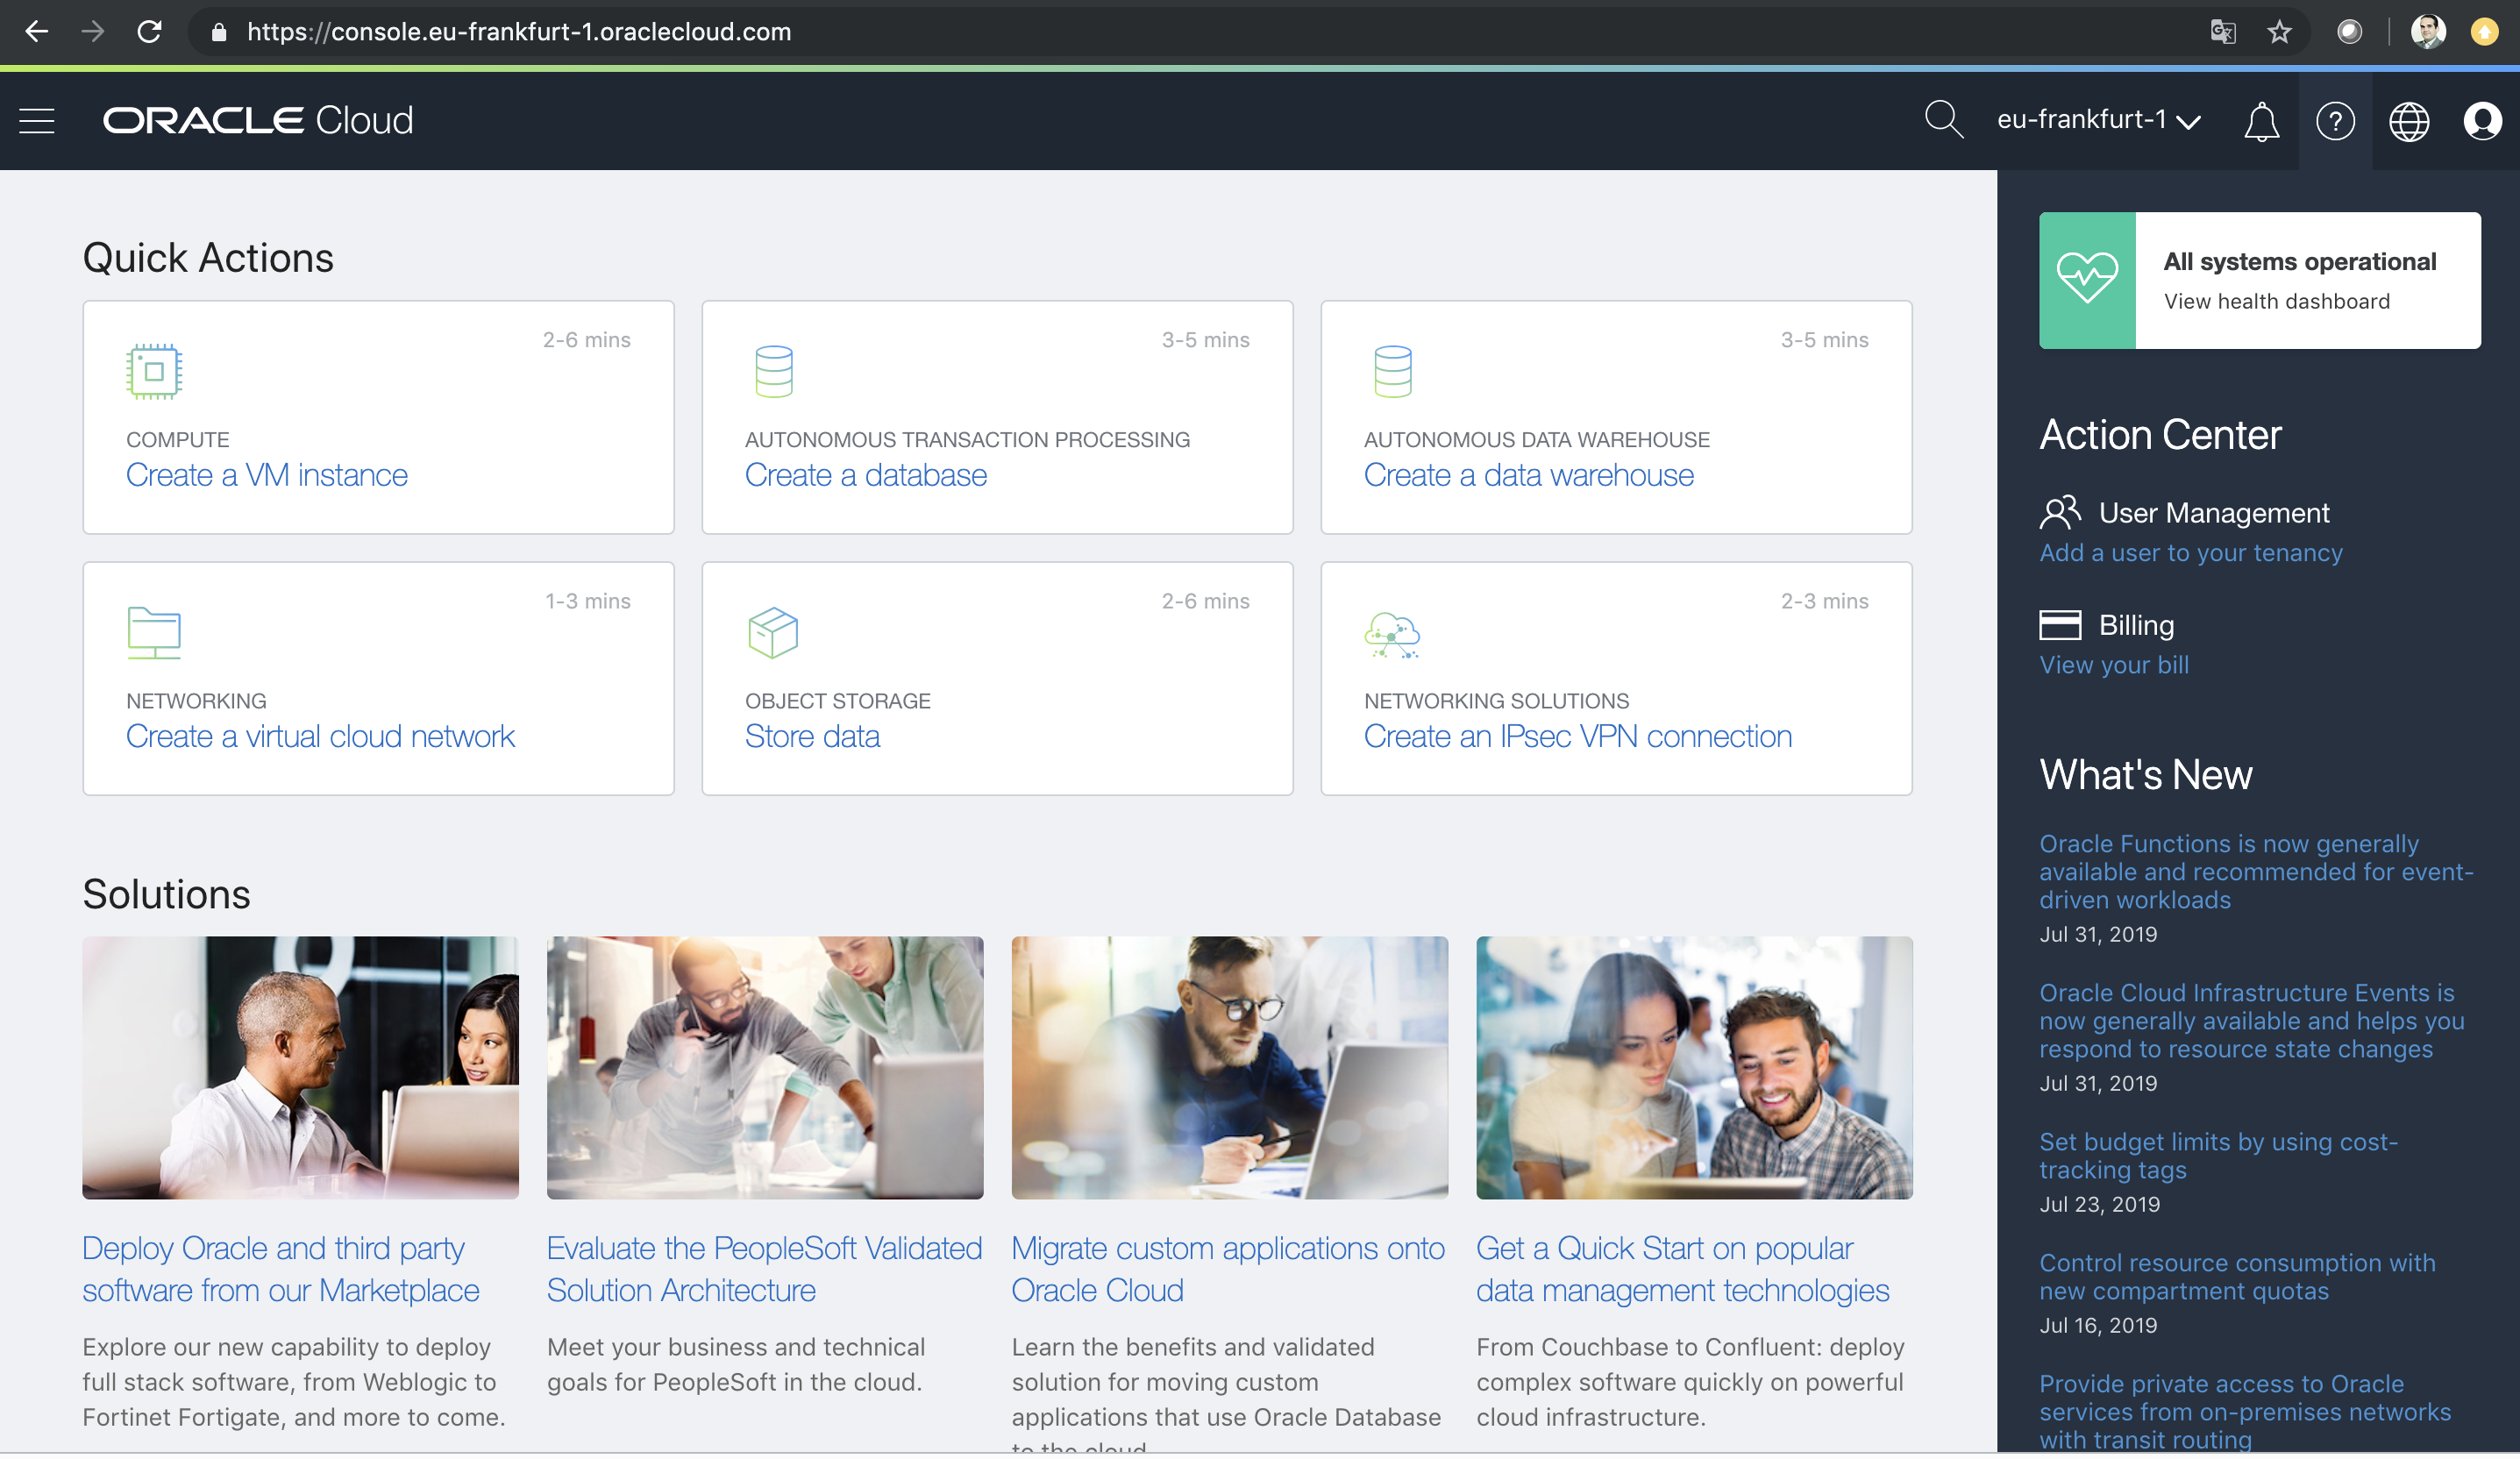 https://console.eu-frankfurt-1.oraclecloud.com
ORACLE Cloud
eu-frankfurt-1
Quick Actions
2-6 mins
COMPUTE
Create a VM instance
3-5 mins
AUTONOMOUS TRANSACTION PROCESSING
Create a database
3-5 mins
AUTONOMOUS DATA WAREHOUSE
Create a data warehouse
1-3 mins
NETWORKING
Create a virtual cloud network
2-6 mins
OBJECT STORAGE
Store data
2-3 mins
NETWORKING SOLUTIONS
Create an IPsec VPN connection
Solutions
Deploy Oracle and third party
software from our Marketplace
Explore our new capability to deploy
full stack software, from Weblogic to
Fortinet Fortigate, and more to come.
Evaluate the PeopleSoft Validated
Solution Architecture
Meet your business and technical
goals for PeopleSoft in the cloud.
Migrate custom applications onto
Oracle Cloud
Learn the benefits and validated
solution for moving custom
applications that use Oracle Database
to the cloud
Get a Quick Start on popular
data management technologies
From Couchbase to Confluent: deploy
complex software quickly on powerful
cloud infrastructure.
All systems operational
View health dashboard
Action Center
User Management
Add a user to your tenancy
Billing
View your bill
What's New
Oracle Functions is now generally
available and recommended for event-
driven workloads
Jul 31, 2019
Oracle Cloud Infrastructure Events is
now generally available and helps you
respond to resource state changes
Jul 31, 2019
Set budget limits by using cost-
tracking tags
Jul 23, 2019
Control resource consumption with
new compartment quotas
Jul 16, 2019
Provide private access to Oracle
services from on-premises networks
with transit routing